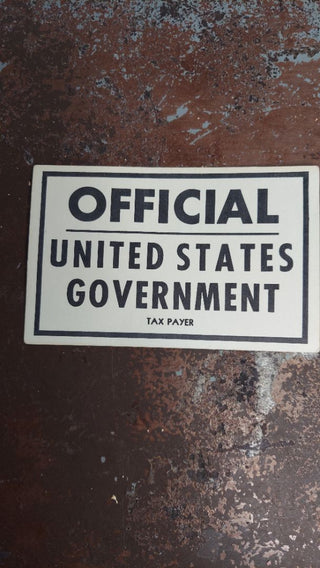 OFFICIAL
UNITED STATES
GOVERNMENT
TAX PAYER